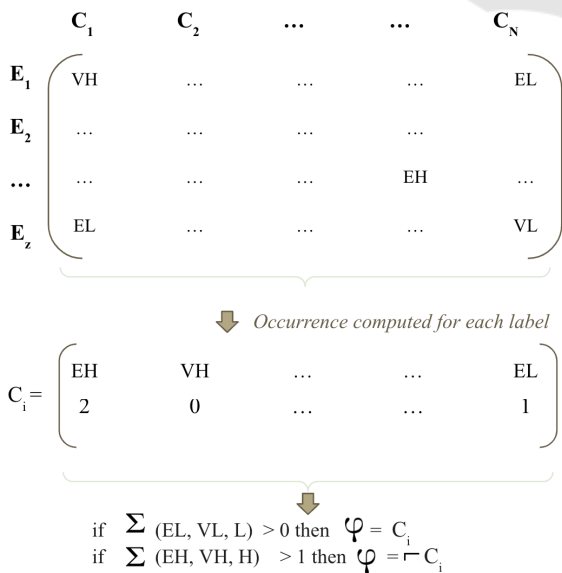 C1 C2 ... ... CN
E1 VH ... ... ... EL
E2 ... ... ... ...
... ... ... ... EH ...
Ez EL ... ... ... VL
Occurrence computed for each label
EH VH ... ... EL
Ci =
2 0 ... ... 1
if Σ (EL, VL, L) > 0 then φ = Ci
if Σ (EH, VH, H) > 1 then φ = ⌐ Ci